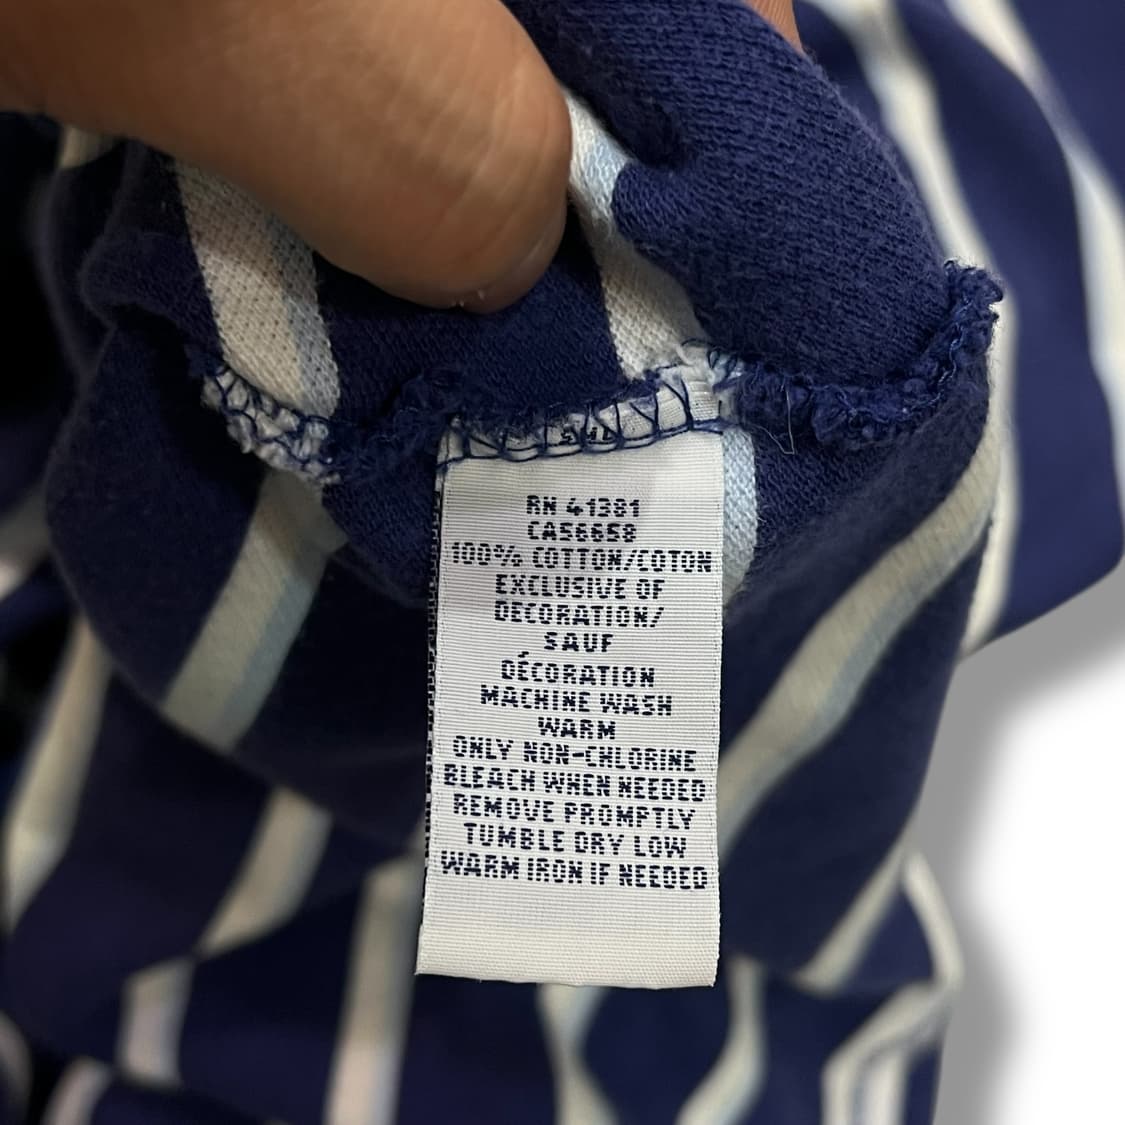 RN 41381
CA56658
100% COTTON/COTON
EXCLUSIVE OF
DECORATION/
SAUF
DÉCORATION
MACHINE WASH
WARM
ONLY NON-CHLORINE
BLEACH WHEN NEEDED
REMOVE PROMPTLY
TUMBLE DRY LOW
WARM IRON IF NEEDED